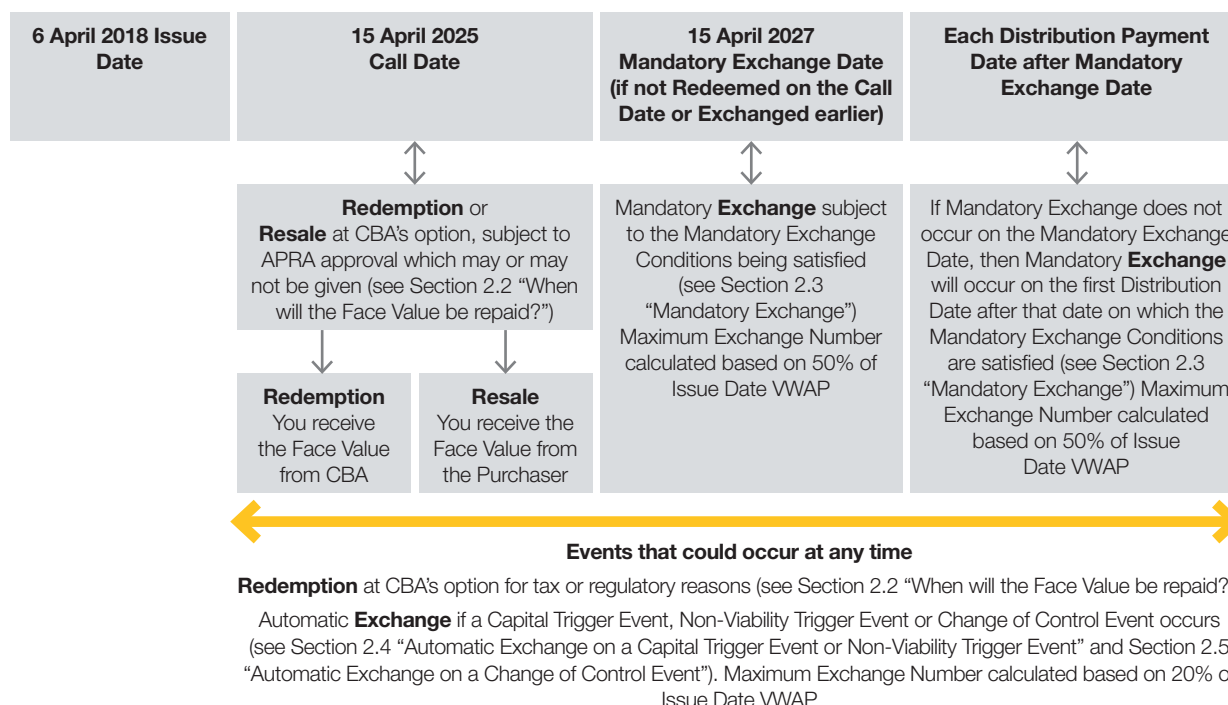 6 April 2018 Issue
Date
15 April 2025
Call Date
15 April 2027
Mandatory Exchange Date
(if not Redeemed on the Call
Date or Exchanged earlier)
Each Distribution Payment
Date after Mandatory
Exchange Date
Redemption or
Resale at CBA's option, subject to
APRA approval which may or may
not be given (see Section 2.2 “When
will the Face Value be repaid?”)
Redemption
You receive
the Face Value
from CBA
Resale
You receive the
Face Value from
the Purchaser
Mandatory Exchange subject
to the Mandatory Exchange
Conditions being satisfied
(see Section 2.3
“Mandatory Exchange”)
Maximum Exchange Number
calculated based on 50% of
Issue Date VWAP
If Mandatory Exchange does not
occur on the Mandatory Exchange
Date, then Mandatory Exchange
will occur on the first Distribution
Date after that date on which the
Mandatory Exchange Conditions
are satisfied (see Section 2.3
“Mandatory Exchange”) Maximum
Exchange Number calculated
based on 50% of Issue
Date VWAP
Events that could occur at any time
Redemption at CBA's option for tax or regulatory reasons (see Section 2.2 “When will the Face Value be repaid?
Automatic Exchange if a Capital Trigger Event, Non-Viability Trigger Event or Change of Control Event occurs
(see Section 2.4 “Automatic Exchange on a Capital Trigger Event or Non-Viability Trigger Event” and Section 2.5
“Automatic Exchange on a Change of Control Event”). Maximum Exchange Number calculated based on 20% o
Issue Date VWAP